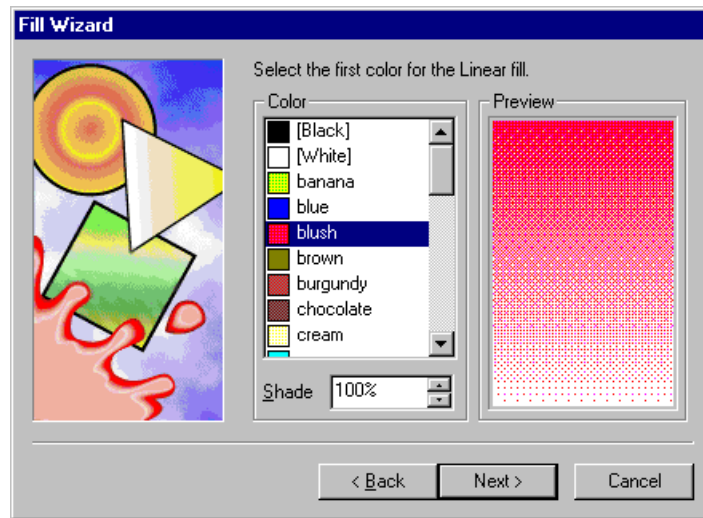 Fill Wizard
Select the first color for the Linear fill.
Color
Preview
[Black]
[White]
banana
blue
blush
brown
burgundy
chocolate
cream
Shade 100%
< Back Next > Cancel